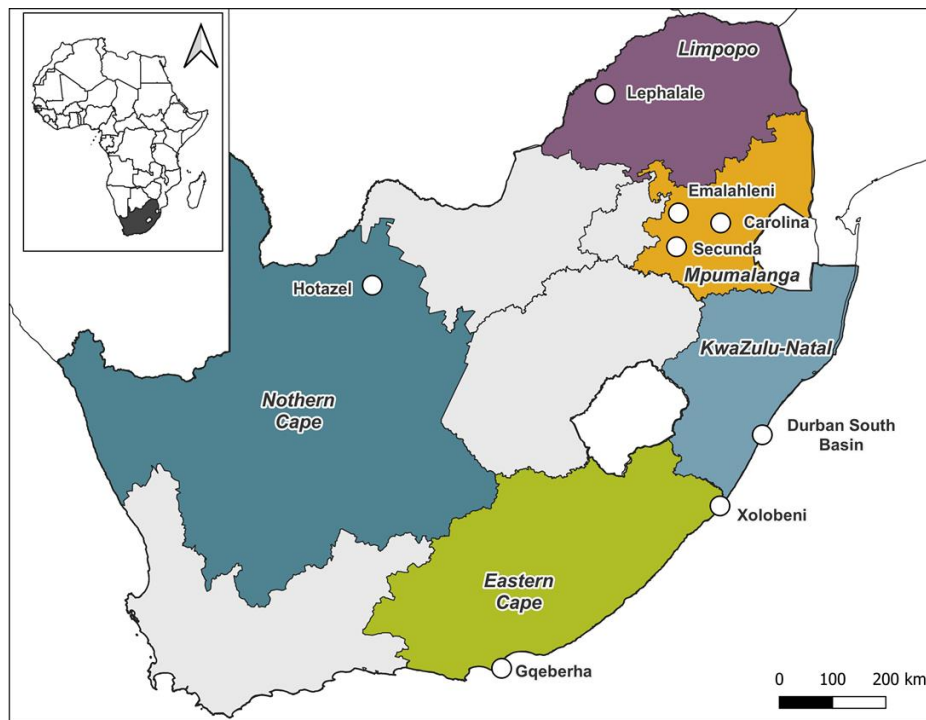 Limpopo
Lephalale
Emalahleni
Carolina
Secunda
Mpumalanga
Hotazel
KwaZulu-Natal
Nothern
Cape
Durban South
Basin
Xolobeni
Eastern
Cape
Gqeberha
0 100 200 km